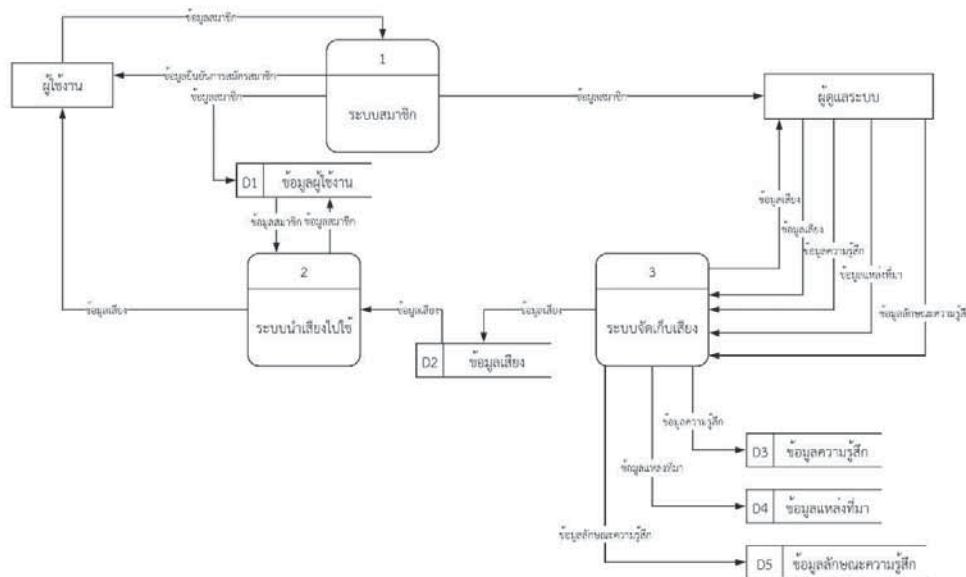 ข้อมูลสมาชิก
1
ผู้ใช้งาน
ข้อมูลยืนยันการสมัครสมาชิก
ข้อมูลสมาชิก
ระบบสมาชิก
ข้อมูลสมาชิก
ผู้ดูแลระบบ
D1 ข้อมูลผู้ใช้งาน
ข้อมูลสมาชิก ข้อมูลสมาชิก
ข้อมูลเสียง
ข้อมูลเสียง
ข้อมูลความรู้สึก
ข้อมูลแหล่งที่มา
ข้อมูลลักษณะความรู้สึก
2
ระบบนำเสียงไปใช้
3
ระบบจัดเก็บเสียง
ข้อมูลเสียง
ข้อมูลเสียง
ข้อมูลเสียง
D2 ข้อมูลเสียง
ข้อมูลความรู้สึก
D3 ข้อมูลความรู้สึก
ข้อมูลแหล่งที่มา
D4 ข้อมูลแหล่งที่มา
ข้อมูลลักษณะความรู้สึก
D5 ข้อมูลลักษณะความรู้สึก